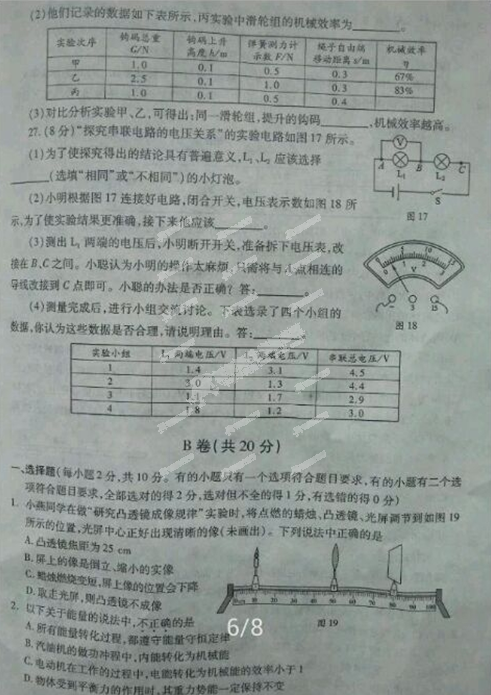 (2)他们记录的数据如下表所示,丙实验中滑轮组的机械效率为____。
实验次序 钩码总重G/N 钩码上升高度h/m 弹簧测力计示数F/N 绳子自由端移动距离s/m 机械效率η
甲 1.0 0.1 0.5 0.3 67%
乙 2.5 0.1 1.0 0.3 83%
丙 1.0 0.1 0.5 0.4
(3)对比分析实验甲、乙,可得出:同一滑轮组,提升的钩码____,机械效率越高。
27.(8分)“探究串联电路的电压关系”的实验电路如图17所示。
(1)为了使探究得出的结论具有普遍意义,L₁、L₂应该选择
____(选填“相同”或“不相同”)的小灯泡。
(2)小明根据图17连接好电路,闭合开关,电压表示数如图18所
示,为了使实验结果更准确,接下来他应该____。
(3)测出L₁两端的电压后,小明断开开关,准备拆下电压表,改
接在B、C之间。小聪认为小明的操作太麻烦,只需将与A点相连的
导线改接到C点即可。小聪的办法是否正确?答:____。
(4)测量完成后,进行小组交流讨论。下表选录了四个小组的
数据,你认为这些数据是否合理,请说明理由。答:____。
V
A L₁ B L₂ C
S
图17
V
- 3 15
图18
实验小组 L₁两端电压/V L₂两端电压/V 串联总电压/V
1 1.4 3.1 4.5
2 3.0 1.3 4.4
3 1.1 1.7 2.9
4 1.8 1.2 3.0
B卷(共20分)
一、选择题(每小题2分,共10分。有的小题只有一个选项符合题目要求,有的小题有二个选
项符合题目要求,全部选对的得2分,选对但不全的得1分,有选错的得0分)
1. 小燕同学在做“研究凸透镜成像规律”实验时,将点燃的蜡烛、凸透镜、光屏调节到如图19
所示的位置,光屏中心正好出现清晰的像(未画出)。下列说法中正确的是
A.凸透镜焦距为25 cm
B.屏上的像是倒立、缩小的实像
C.蜡烛燃烧变短,屏上像的位置会下降
D.取走光屏,则凸透镜不成像
图19
2. 以下关于能量的说法中,不正确的是
A.所有能量转化过程,都遵守能量守恒定律
B.汽油机的做功冲程中,内能转化为机械能
C.电动机在工作的过程中,电能转化为机械能的效率小于1
D.物体受到平衡力的作用时,其重力势能一定保持不变
6/8